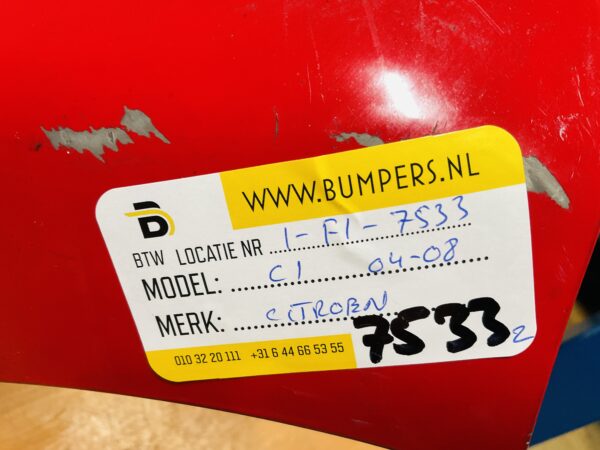 WWW.BUMPERS.NL
BTW LOCATIE NR 1-F1-7533
MODEL: C1 04-08
MERK: CITROEN
010 32 20 111 +31 6 44 66 53 55
7533 2